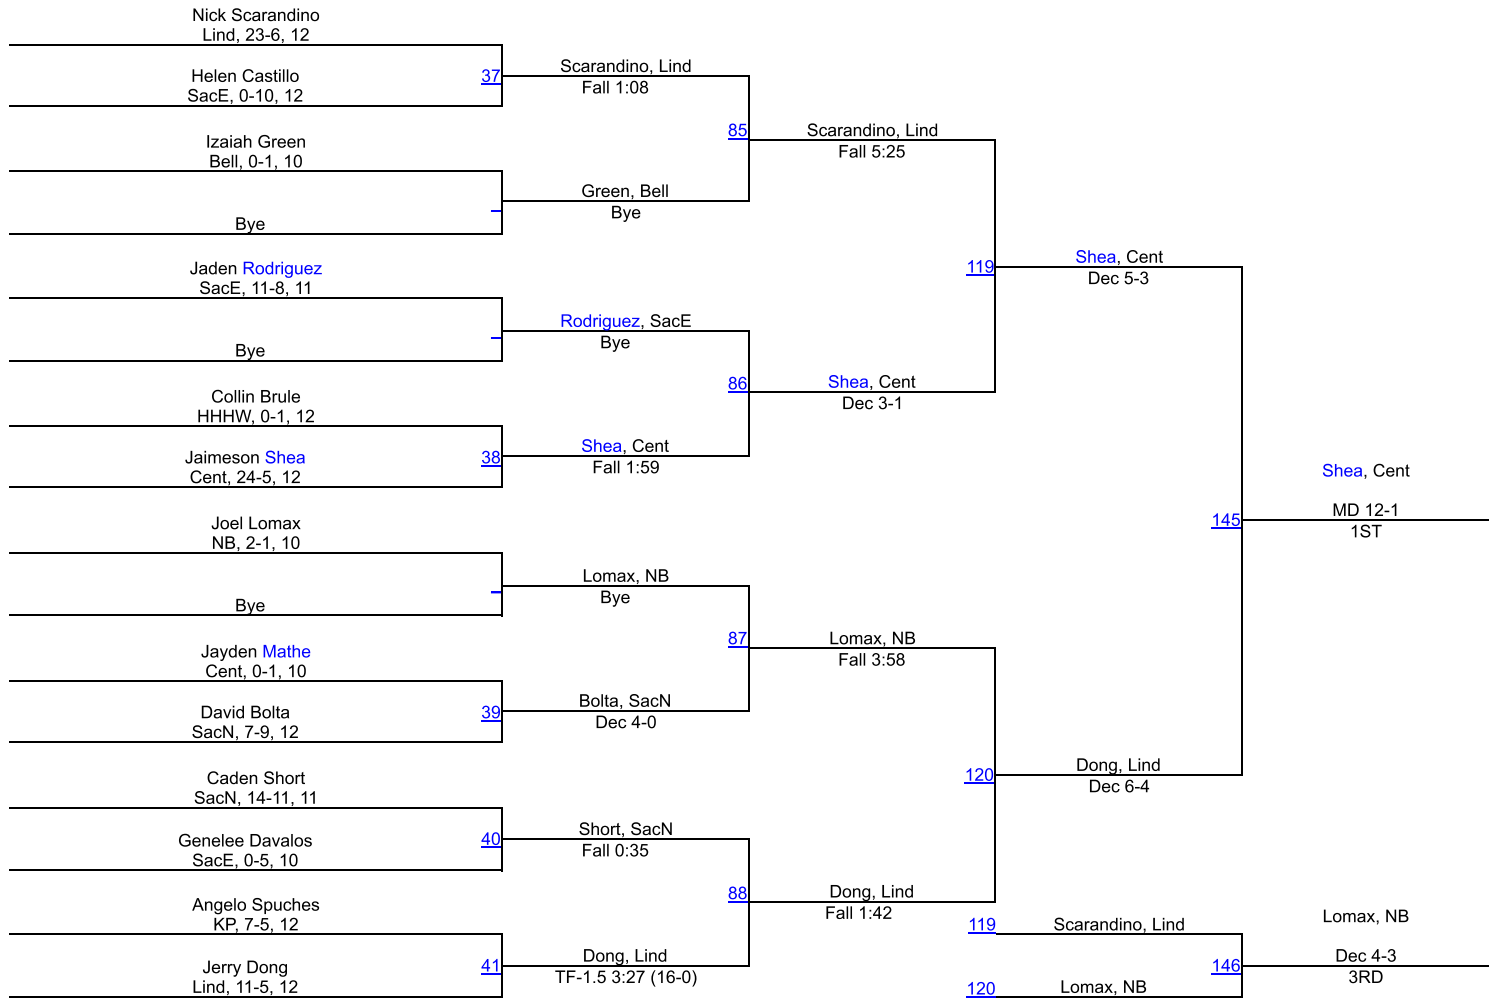 Nick Scarandino
Lind, 23-6, 12
Helen Castillo
SacE, 0-10, 12
37
Scarandino, Lind
Fall 1:08
Izaiah Green
Bell, 0-1, 10
Bye
Green, Bell
Bye
85
Scarandino, Lind
Fall 5:25
Jaden Rodriguez
SacE, 11-8, 11
Bye
Rodriguez, SacE
Bye
Collin Brule
HHHW, 0-1, 12
Jaimeson Shea
Cent, 24-5, 12
38
Shea, Cent
Fall 1:59
86
Shea, Cent
Dec 3-1
119
Shea, Cent
Dec 5-3
Joel Lomax
NB, 2-1, 10
Bye
Lomax, NB
Bye
Jayden Mathe
Cent, 0-1, 10
David Bolta
SacN, 7-9, 12
39
Bolta, SacN
Dec 4-0
87
Lomax, NB
Fall 3:58
Caden Short
SacN, 14-11, 11
Genelee Davalos
SacE, 0-5, 10
40
Short, SacN
Fall 0:35
Angelo Spuches
KP, 7-5, 12
Jerry Dong
Lind, 11-5, 12
41
Dong, Lind
TF-1.5 3:27 (16-0)
88
Dong, Lind
Fall 1:42
120
Dong, Lind
Dec 6-4
145
Shea, Cent
MD 12-1
1ST
119
Scarandino, Lind
120
Lomax, NB
146
Lomax, NB
Dec 4-3
3RD